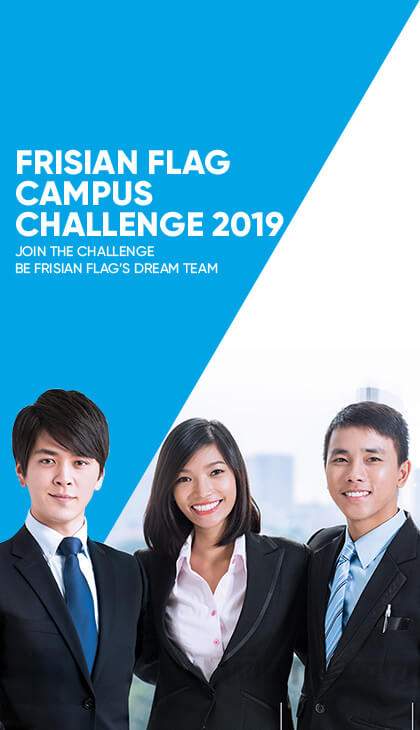 FRISIAN FLAG
CAMPUS
CHALLENGE 2019
JOIN THE CHALLENGE
BE FRISIAN FLAG'S DREAM TEAM